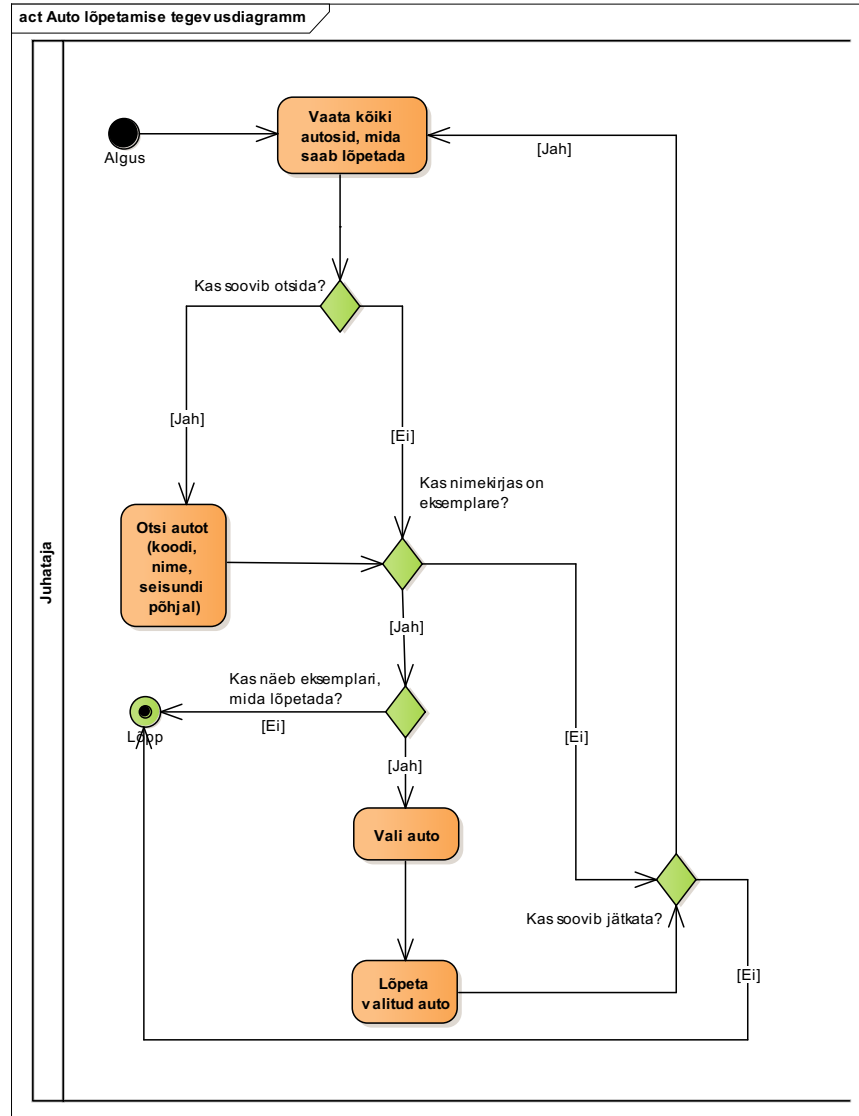 act Auto lõpetamise tegevusdiagramm
Juhataja
Algus
Vaata kõiki
autosid, mida
saab lõpetada
[Jah]
Kas soovib otsida?
[Jah]
[Ei]
Kas nimekirjas on
eksemplare?
Otsi autot
(koodi,
nime,
seisundi
põhjal)
[Jah]
Kas näeb eksemplari,
mida lõpetada?
[Ei]
Lõpp
[Ei]
[Jah]
Vali auto
Kas soovib jätkata?
[Ei]
Lõpeta
valitud auto